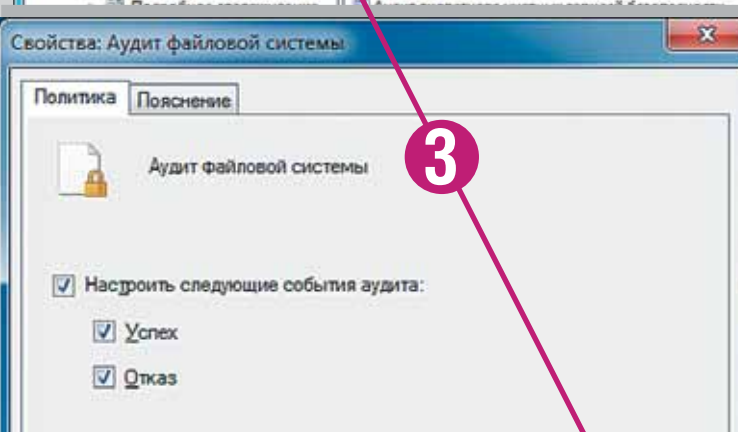 Свойства: Аудит файловой системы
Политика Пояснение
Аудит файловой системы
3
Настроить следующие события аудита:
Успех
Отказ